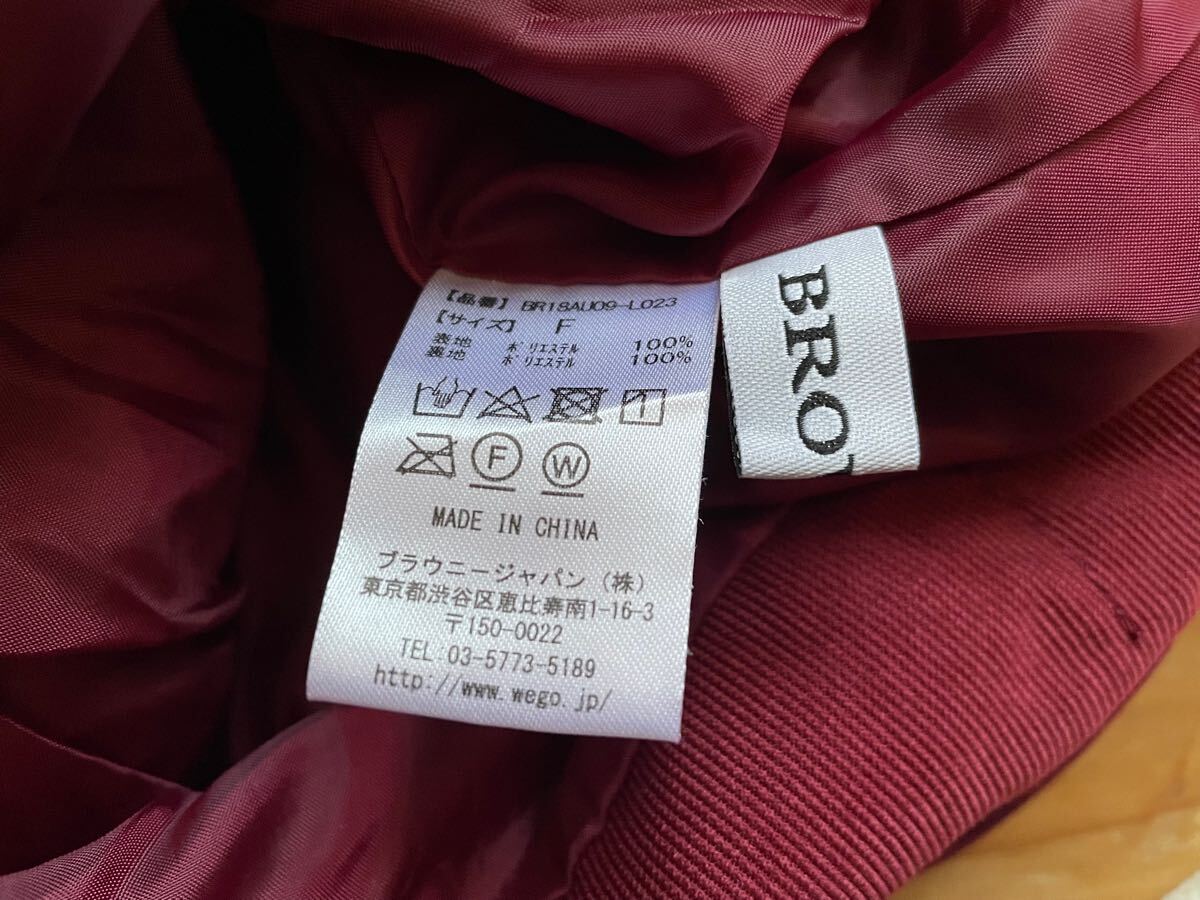 【品番】 BR18AU09-L023
【サイズ】 F
表地 ポリエステル 100%
裏地 ポリエステル 100%
F W
MADE IN CHINA
ブラウニージャパン (株)
東京都渋谷区恵比寿南1-16-3
〒150-0022
TEL:03-5773-5189
http://www.wego.jp/
BRO